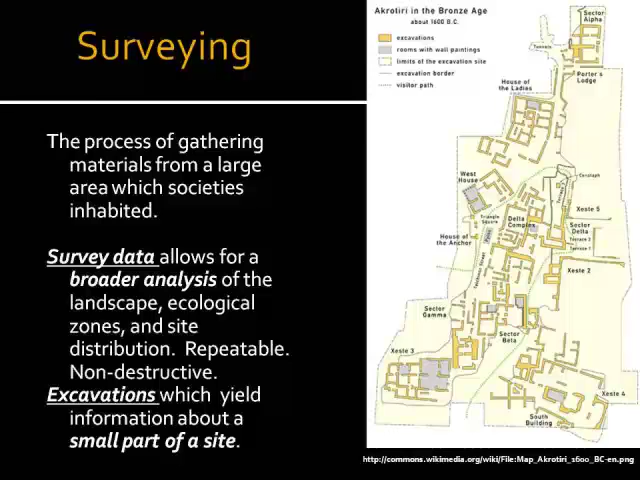 Surveying
The process of gathering
materials from a large
area which societies
inhabited.
Survey data allows for a
broader analysis of the
landscape, ecological
zones, and site
distribution. Repeatable.
Non-destructive.
Excavations which yield
information about a
small part of a site.
Akrotiri in the Bronze Age
about 1600 B.C.
excavations
rooms with wall paintings
limits of the excavation site
excavation border
visitor path
Sector
Alpha
Porter's
Lodge
House of
the Ladies
Cenotaph
West
House
Triangle
Square
Delta
Complex
Xeste 5
Sector
Delta
House of
the Anchor
Xeste 2
Sector
Gamma
Sector
Beta
Xeste 3
Xeste 4
South
Building
http://commons.wikimedia.org/wiki/File:Map_Akrotiri_1600_BC-en.png